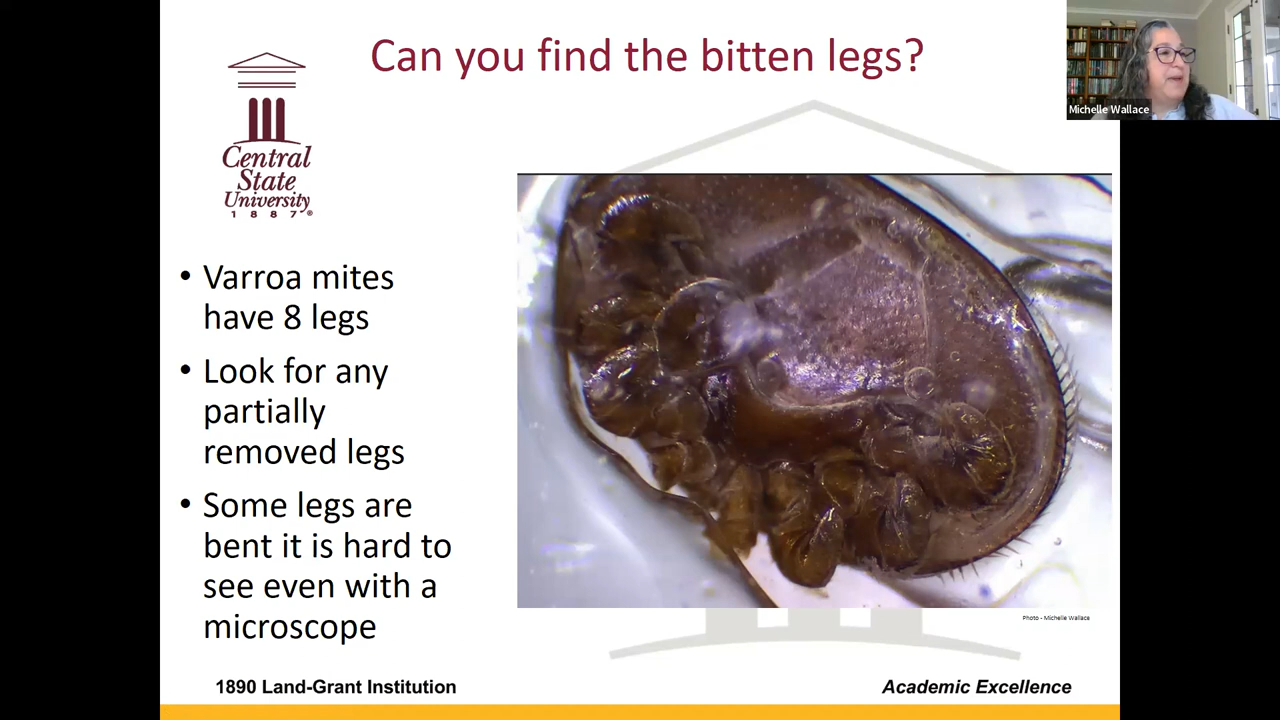 Can you find the bitten legs?
Michelle Wallace
Central
State
University
1887®
• Varroa mites
have 8 legs
• Look for any
partially
removed legs
• Some legs are
bent it is hard to
see even with a
microscope
Photo - Michelle Wallace
1890 Land-Grant Institution
Academic Excellence